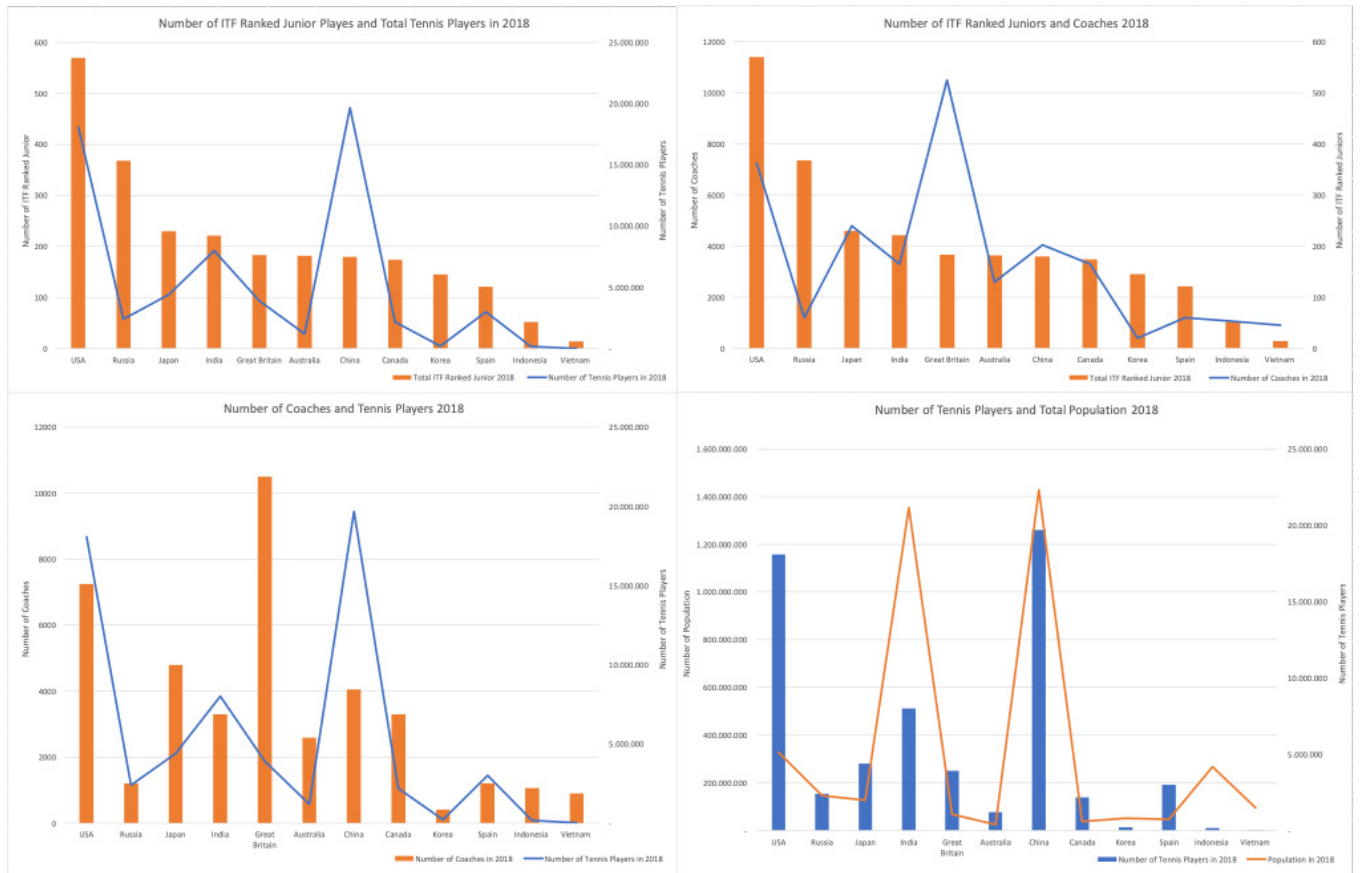 Number of ITF Ranked Junior Playes and Total Tennis Players in 2018
600
500
400
300
200
100
0
Number of ITF Ranked Junior
25.000.000
20.000.000
15.000.000
10.000.000
5.000.000
-
Number of Tennis Players
USA Russia Japan India Great Britain Australia China Canada Korea Spain Indonesia Vietnam
Total ITF Ranked Junior 2018 Number of Tennis Players in 2018
Number of ITF Ranked Juniors and Coaches 2018
12000
10000
8000
6000
4000
2000
0
Number of Coaches
600
500
400
300
200
100
0
Number of ITF Ranked Juniors
USA Russia Japan India Great Britain Australia China Canada Korea Spain Indonesia Vietnam
Total ITF Ranked Junior 2018 Number of Coaches in 2018
Number of Coaches and Tennis Players 2018
12000
10000
8000
6000
4000
2000
0
Number of Coaches
25.000.000
20.000.000
15.000.000
10.000.000
5.000.000
-
Number of Tennis Players
USA Russia Japan India Great Australia China Canada Korea Spain Indonesia Vietnam
Britain
Number of Coaches in 2018 Number of Tennis Players in 2018
Number of Tennis Players and Total Population 2018
1.600.000.000
1.400.000.000
1.200.000.000
1.000.000.000
800.000.000
600.000.000
400.000.000
200.000.000
-
Number of Population
25.000.000
20.000.000
15.000.000
10.000.000
5.000.000
-
Number of Tennis Players
USA Russia Japan India Great Australia China Canada Korea Spain Indonesia Vietnam
Britain
Number of Tennis Players in 2018 Population in 2018